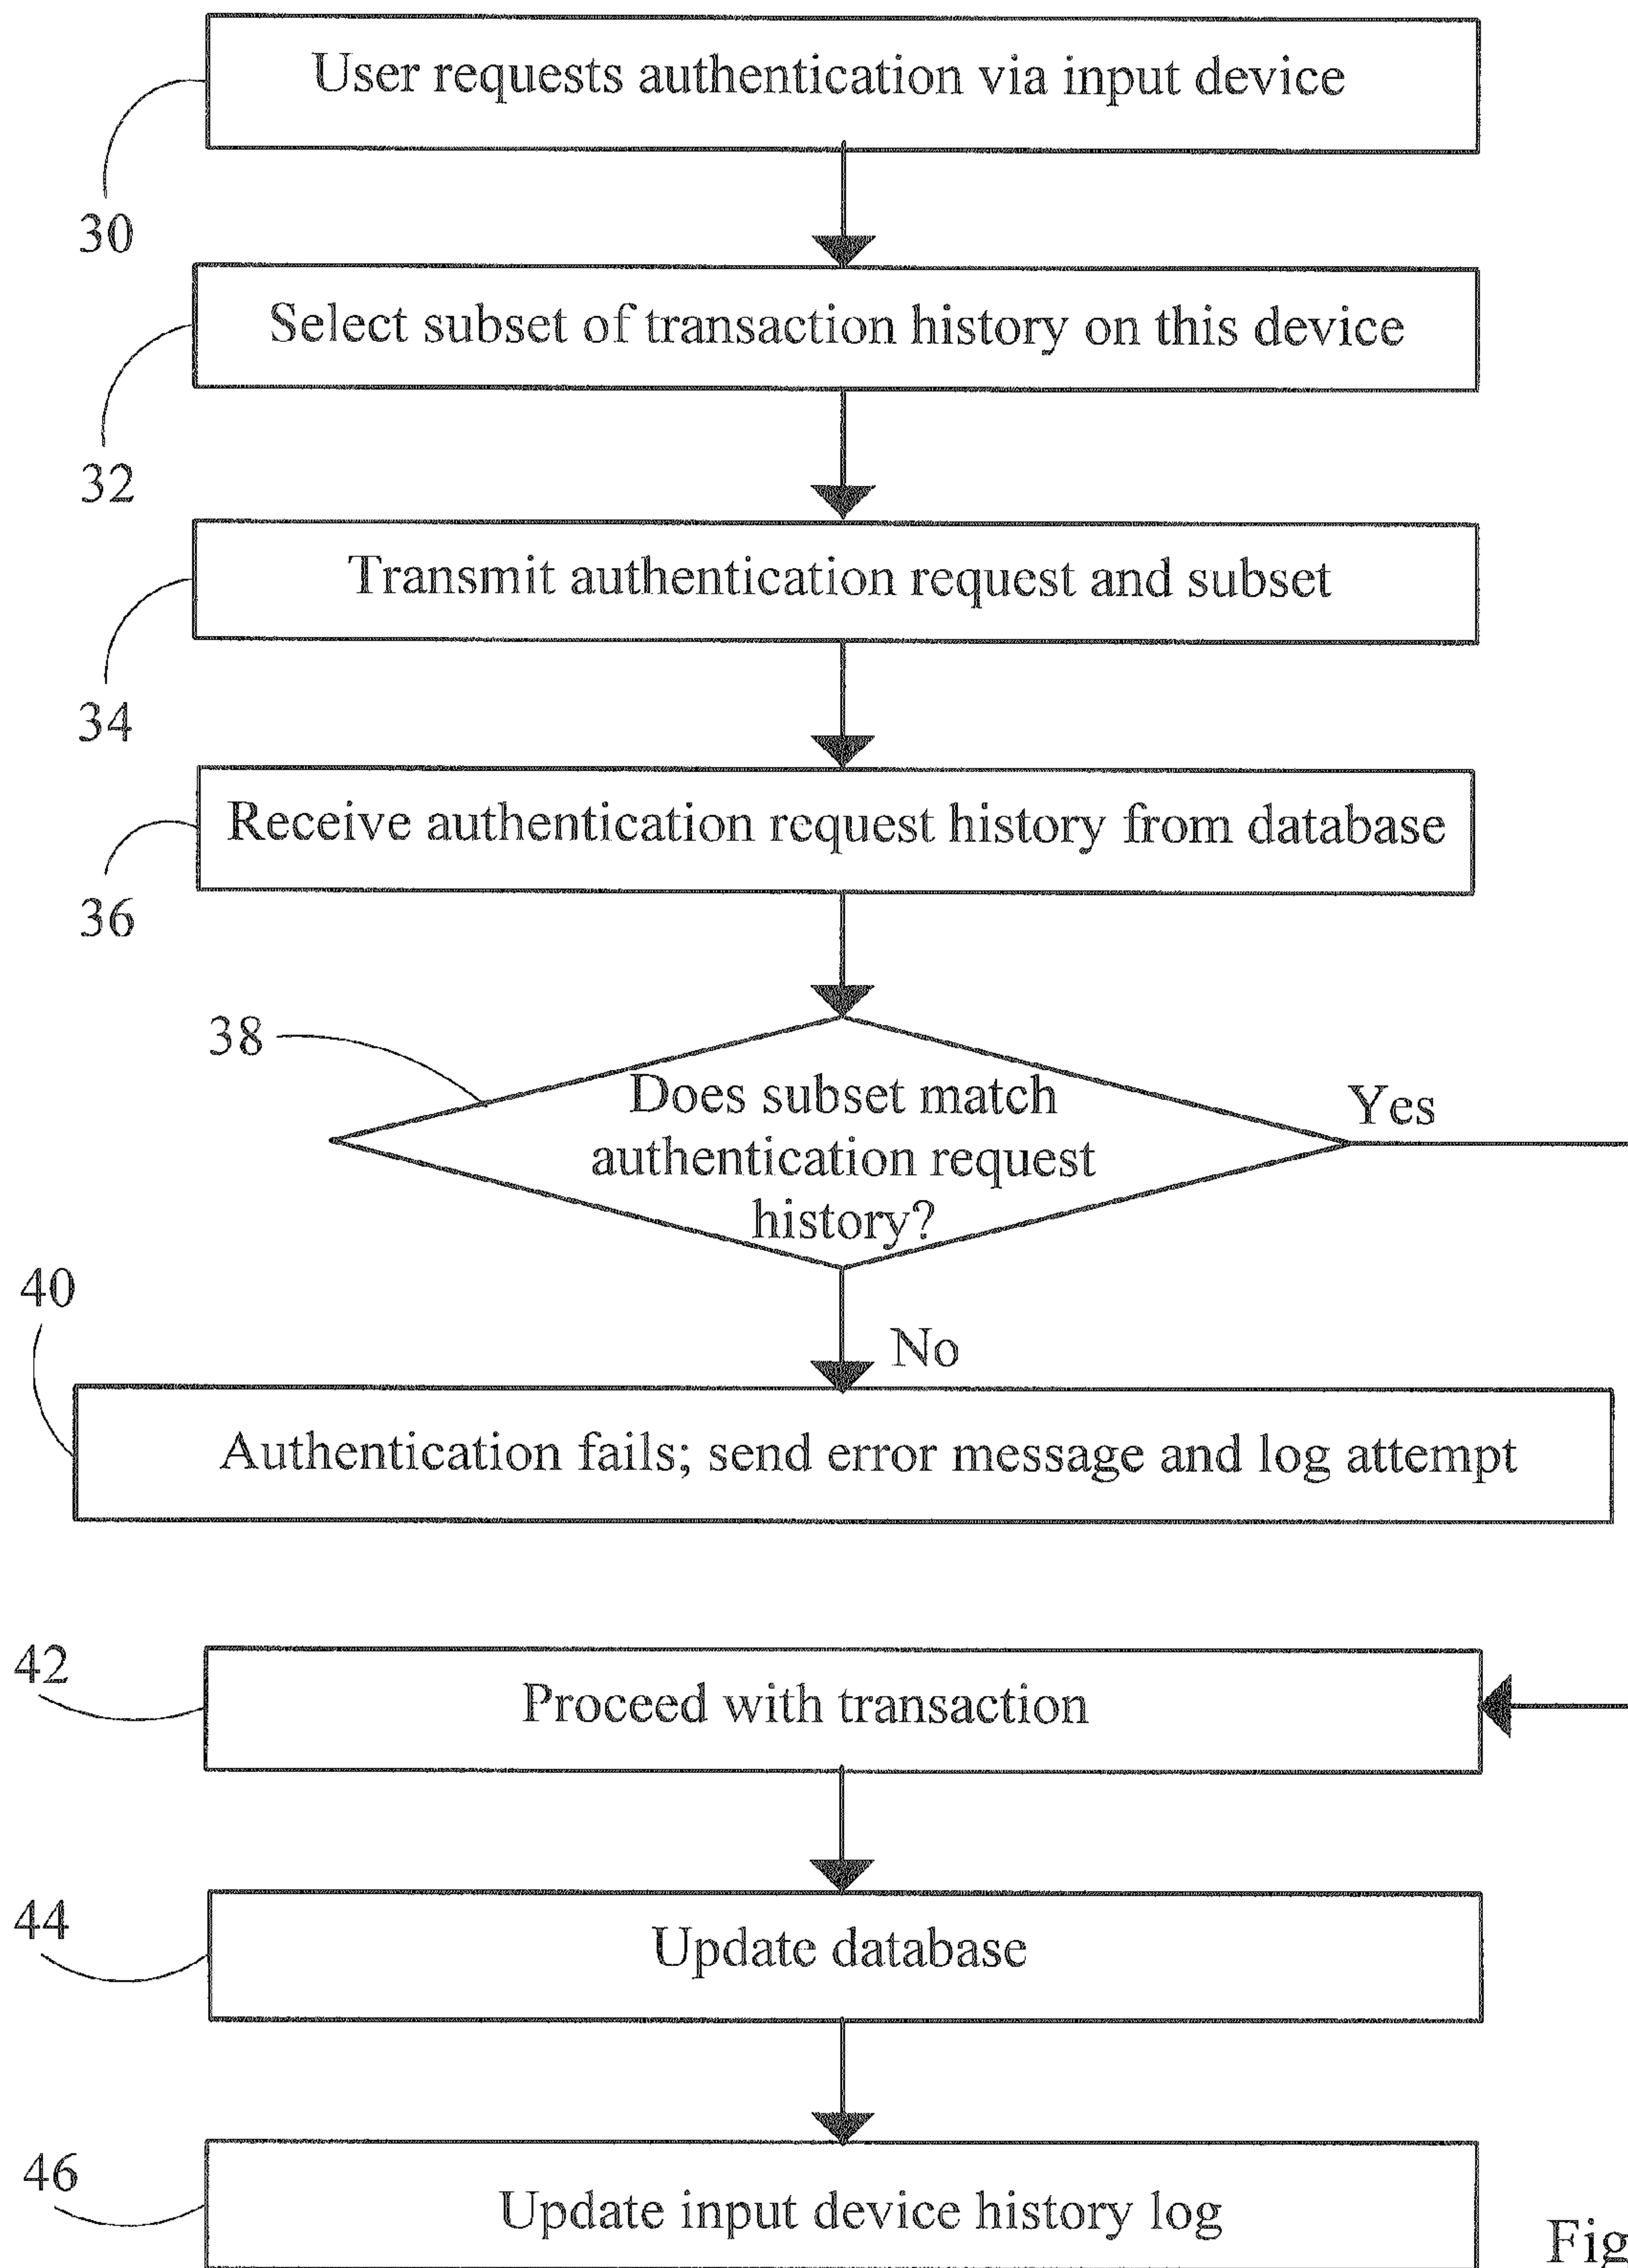 User requests authentication via input device
30
Select subset of transaction history on this device
32
Transmit authentication request and subset
34
Receive authentication request history from database
36
38
Does subset match
authentication request
history?
Yes
40
No
Authentication fails; send error message and log attempt
42
Proceed with transaction
44
Update database
46
Update input device history log
Fig